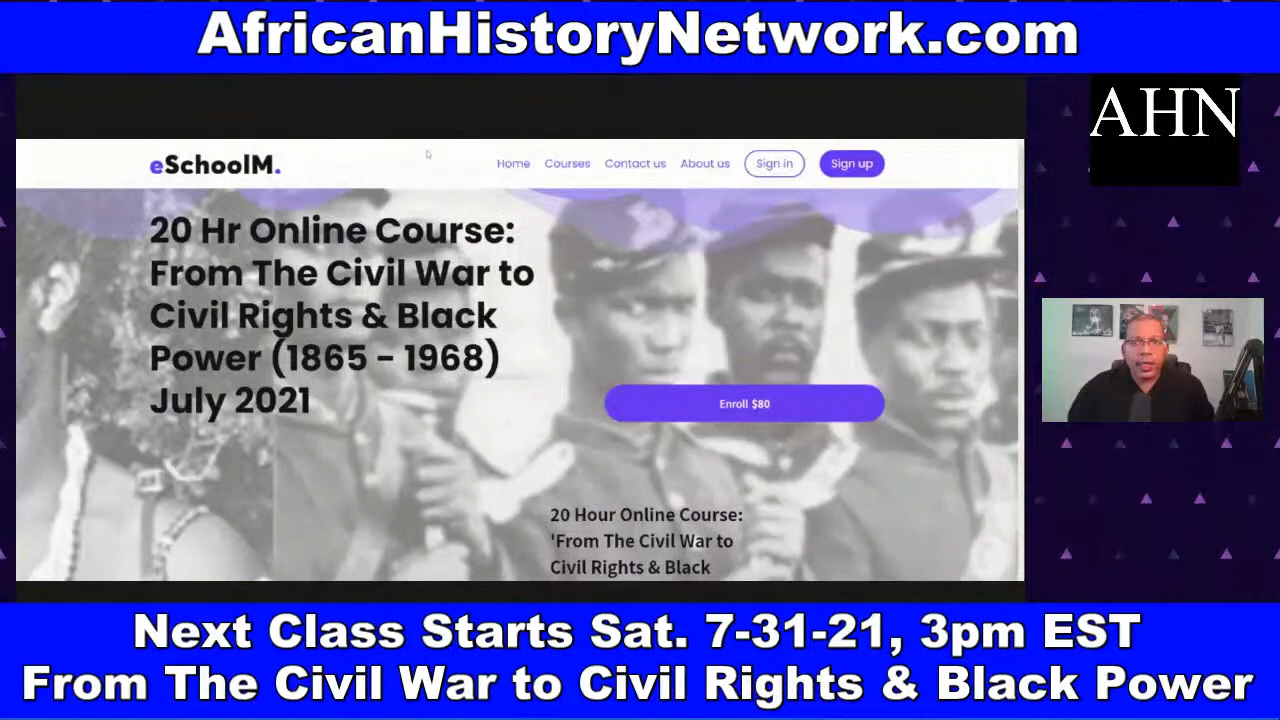 AfricanHistoryNetwork.com
AHN
eSchoolM.
Home Courses Contact us About us Sign in Sign up
20 Hr Online Course:
From The Civil War to
Civil Rights & Black
Power (1865 - 1968)
July 2021
Enroll $80
20 Hour Online Course:
'From The Civil War to
Civil Rights & Black
Next Class Starts Sat. 7-31-21, 3pm EST
From The Civil War to Civil Rights & Black Power